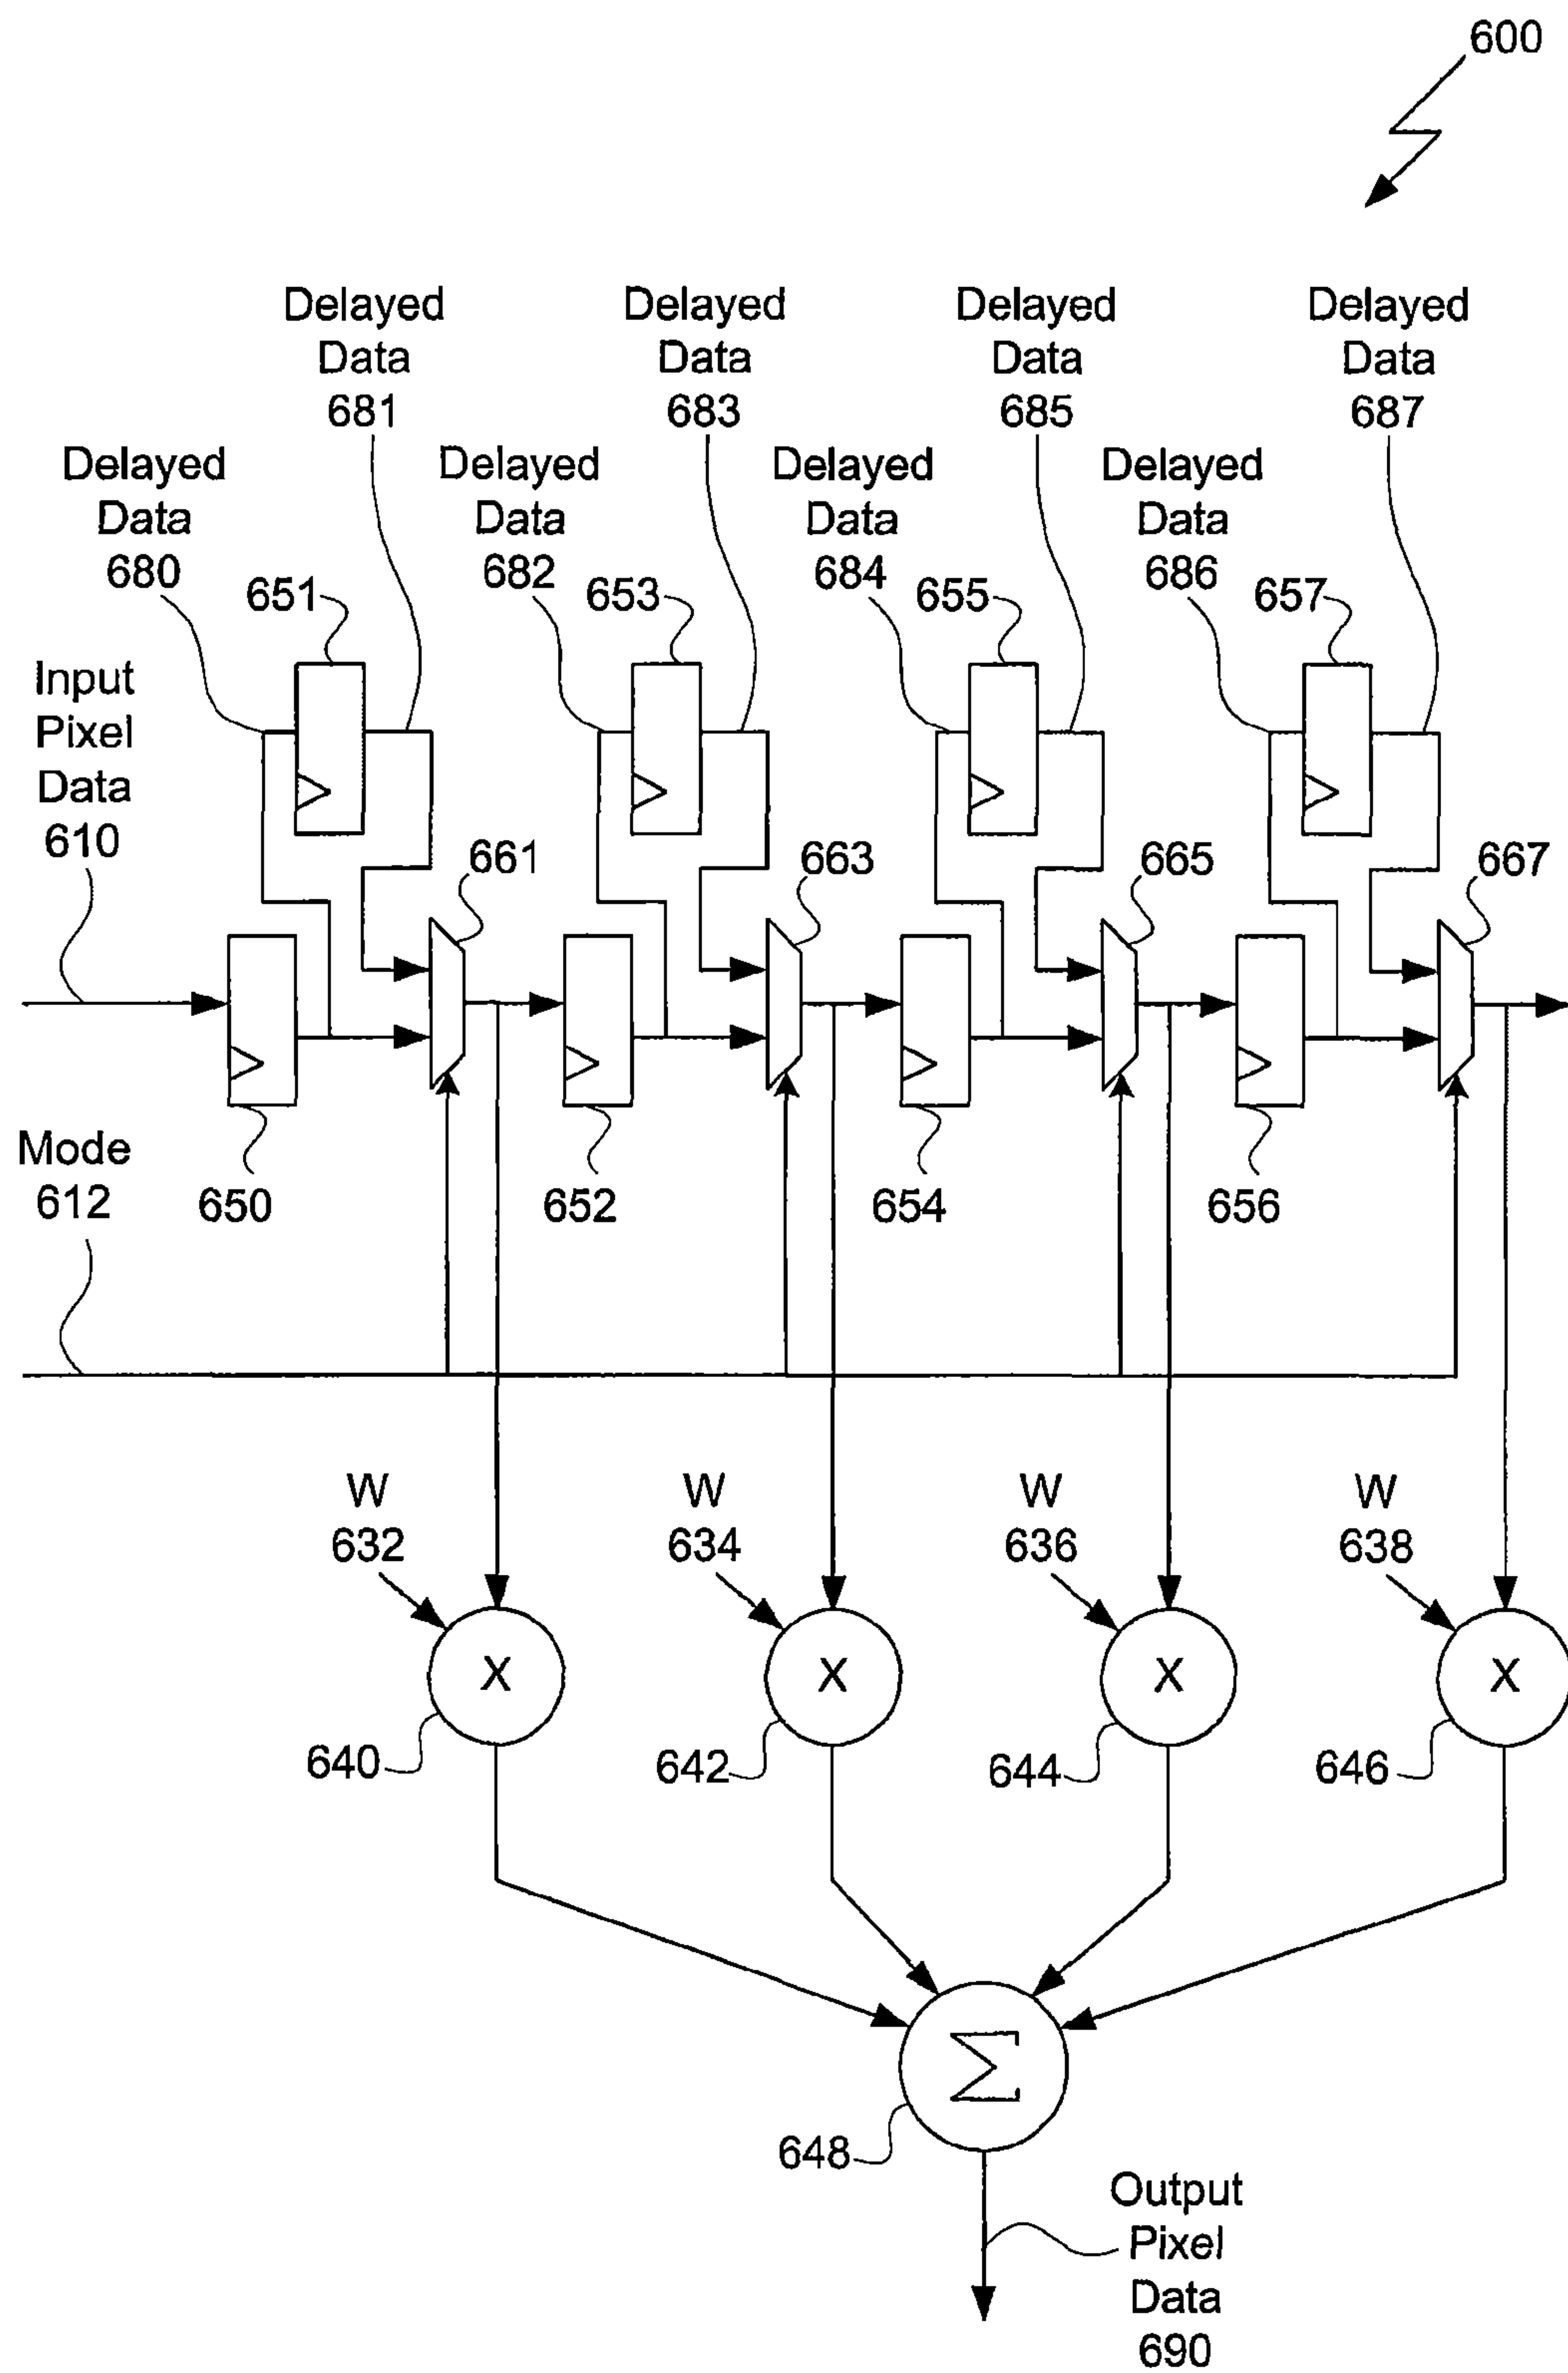 600
Delayed
Data
681
Delayed
Data
683
Delayed
Data
685
Delayed
Data
687
Delayed
Data
680
Delayed
Data
682
Delayed
Data
684
Delayed
Data
686
651
653
655
657
Input
Pixel
Data
610
661
663
665
667
Mode
612
650
652
654
656
W
632
W
634
W
636
W
638
X
X
X
X
640
642
644
646
Σ
648
Output
Pixel
Data
690